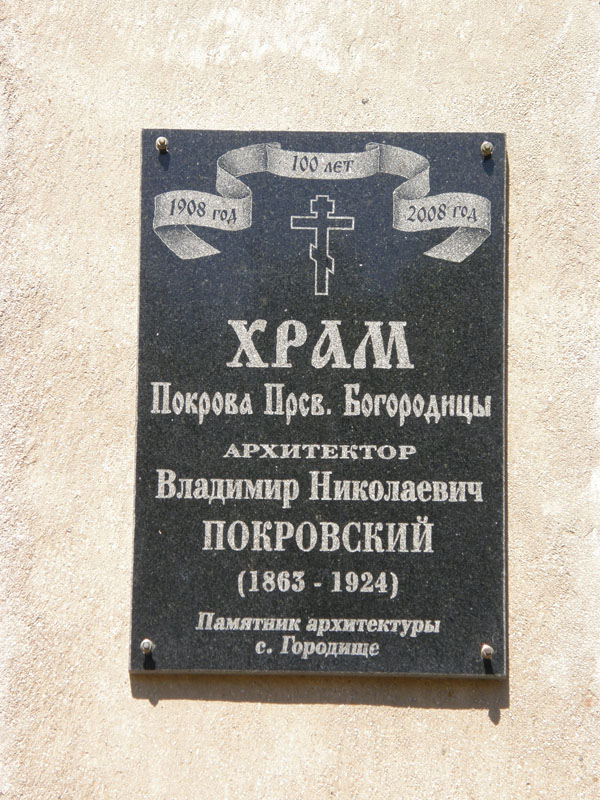 100 лет
1908 год
2008 год
ХРАМ
Покрова Прсв. Богородицы
АРХИТЕКТОР
Владимир Николаевич
ПОКРОВСКИЙ
(1863 - 1924)
Памятник архитектуры
с. Городище